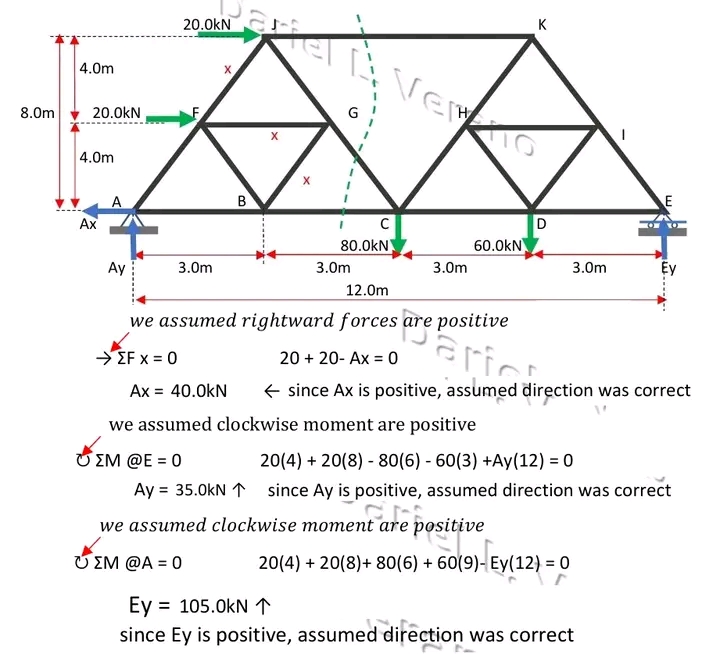 Dariel L. Verano
20.0kN J K
x
4.0m
8.0m 20.0kN F G H
x I
4.0m
x
A B C D E
Ax 80.0kN 60.0kN
Ay 3.0m 3.0m 3.0m 3.0m Ey
12.0m
we assumed rightward forces are positive
→ ΣF x = 0 20 + 20- Ax = 0
Ax = 40.0kN ← since Ax is positive, assumed direction was correct
we assumed clockwise moment are positive
↻ ΣM @E = 0 20(4) + 20(8) - 80(6) - 60(3) +Ay(12) = 0
Ay = 35.0kN ↑ since Ay is positive, assumed direction was correct
we assumed clockwise moment are positive
↻ ΣM @A = 0 20(4) + 20(8)+ 80(6) + 60(9)- Ey(12) = 0
Ey = 105.0kN ↑
since Ey is positive, assumed direction was correct